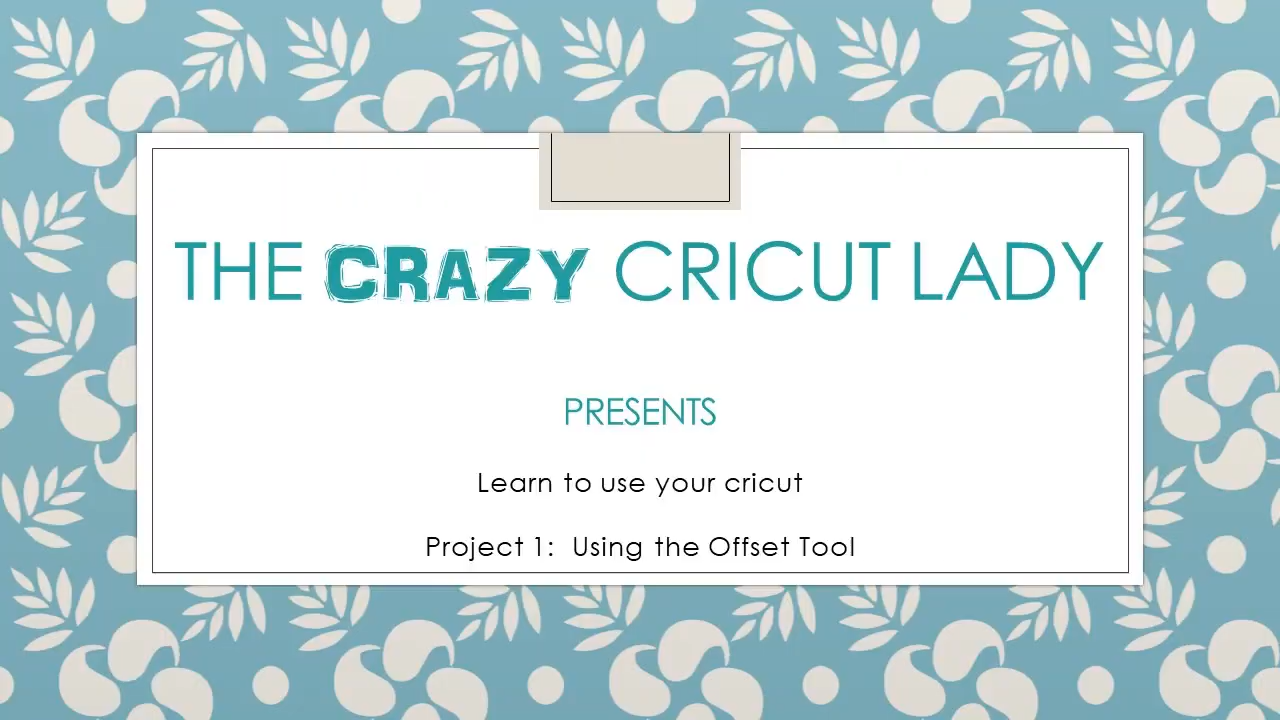 THE CRAZY CRICUT LADY
PRESENTS
Learn to use your cricut
Project 1: Using the Offset Tool